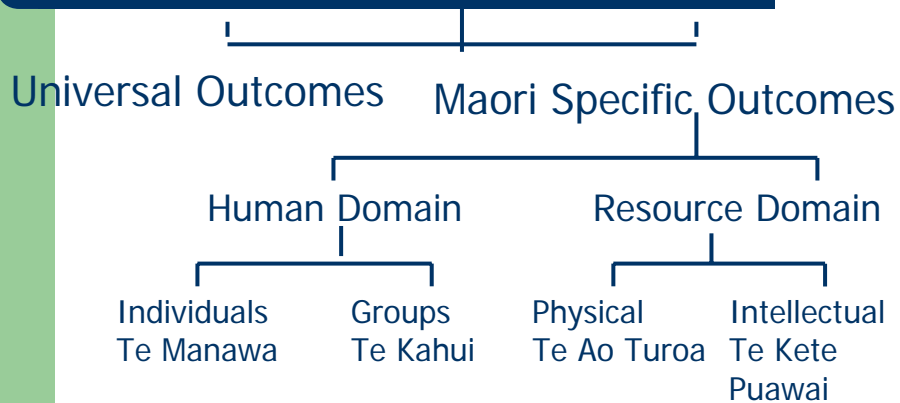 Universal Outcomes
Maori Specific Outcomes
Human Domain
Resource Domain
Individuals
Te Manawa
Groups
Te Kahui
Physical
Te Ao Turoa
Intellectual
Te Kete
Puawai